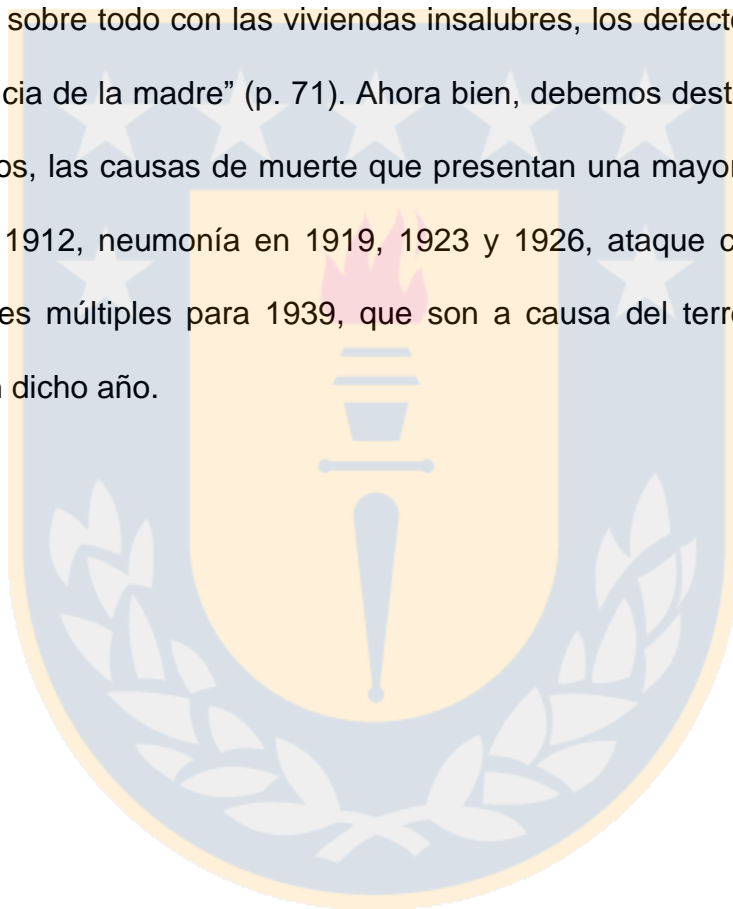 sobre todo con las viviendas insalubres, los defect
cia de la madre” (p. 71). Ahora bien, debemos dest
os, las causas de muerte que presentan una mayor
1912, neumonía en 1919, 1923 y 1926, ataque c
es múltiples para 1939, que son a causa del terr
dicho año.